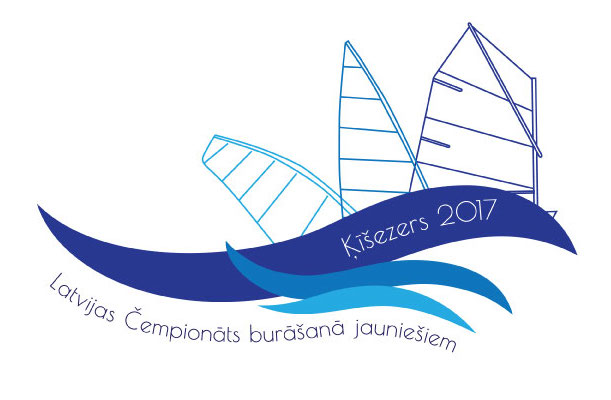 Ķīšezers 2017
Latvijas Čempionāts burāšanā jauniešiem